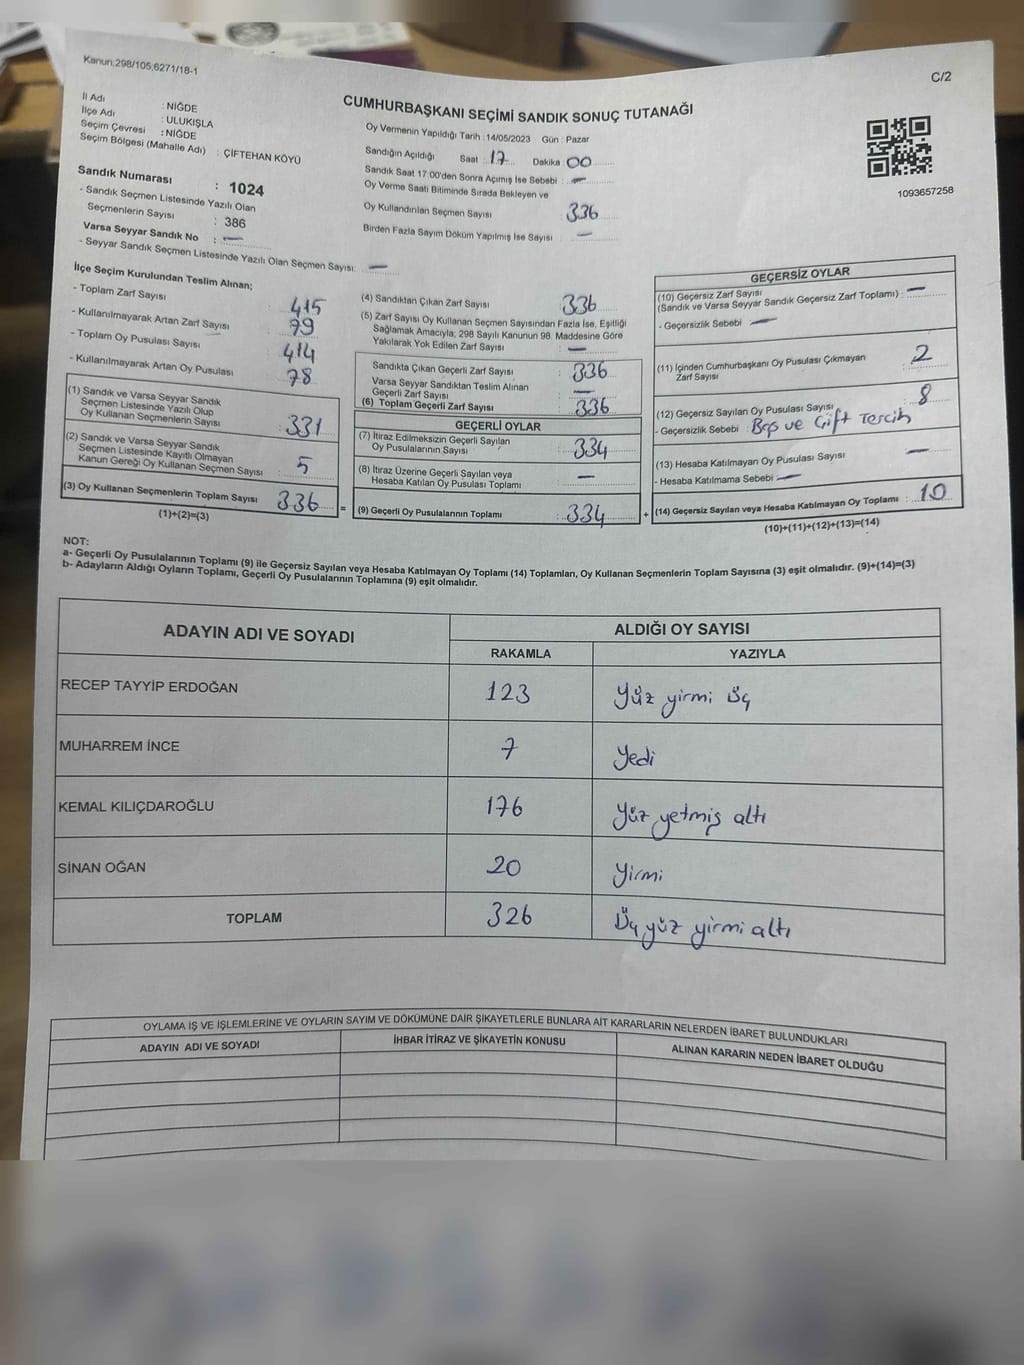 Kanun:298/105;6271/18-1
C/2
CUMHURBAŞKANI SEÇİMİ SANDIK SONUÇ TUTANAĞI
İl Adı : NİĞDE
İlçe Adı : ULUKIŞLA
Seçim Çevresi : NİĞDE
Seçim Bölgesi (Mahalle Adı) : ÇİFTEHAN KÖYÜ
Sandık Numarası : 1024
- Sandık Seçmen Listesinde Yazılı Olan
Seçmenlerin Sayısı : 386
Varsa Seyyar Sandık No : —
- Seyyar Sandık Seçmen Listesinde Yazılı Olan Seçmen Sayısı: —
Oy Vermenin Yapıldığı Tarih : 14/05/2023 Gün : Pazar
Sandığın Açıldığı Saat : 17 Dakika : 00
Sandık Saat 17:00'den Sonra Açımış İse Sebebi : —
Oy Verme Saati Bitiminde Sırada Bekleyen ve
Oy Kullandırılan Seçmen Sayısı 336
Birden Fazla Sayım Döküm Yapılmış İse Sayısı : —
1093657258
İlçe Seçim Kurulundan Teslim Alınan;
- Toplam Zarf Sayısı : 415
- Kullanılmayarak Artan Zarf Sayısı : 79
- Toplam Oy Pusulası Sayısı : 414
- Kullanılmayarak Artan Oy Pusulası : 78
(1) Sandık ve Varsa Seyyar Sandık
Seçmen Listesinde Yazılı Olup
Oy Kullanan Seçmenlerin Sayısı : 331
(2) Sandık ve Varsa Seyyar Sandık
Seçmen Listesinde Kayıtlı Olmayan
Kanun Gereği Oy Kullanan Seçmen Sayısı : 5
(3) Oy Kullanan Seçmenlerin Toplam Sayısı : 336
(1)+(2)=(3)
=
(4) Sandıktan Çıkan Zarf Sayısı 336
(5) Zarf Sayısı Oy Kullanan Seçmen Sayısından Fazla İse, Eşitliği
Sağlamak Amacıyla; 298 Sayılı Kanunun 98. Maddesine Göre
Yakılarak Yok Edilen Zarf Sayısı : —
Sandıkta Çıkan Geçerli Zarf Sayısı : 336
Varsa Seyyar Sandıktan Teslim Alınan
Geçerli Zarf Sayısı : —
(6) Toplam Geçerli Zarf Sayısı : 336
GEÇERLİ OYLAR
(7) İtiraz Edilmeksizin Geçerli Sayılan
Oy Pusulalarının Sayısı : 334
(8) İtiraz Üzerine Geçerli Sayılan veya
Hesaba Katılan Oy Pusulası Toplamı : —
(9) Geçerli Oy Pusulalarının Toplamı : 334
+
GEÇERSİZ OYLAR
(10) Geçersiz Zarf Sayısı
(Sandık ve Varsa Seyyar Sandık Geçersiz Zarf Toplamı) : —
- Geçersizlik Sebebi : —
(11) İçinden Cumhurbaşkanı Oy Pusulası Çıkmayan
Zarf Sayısı : 2
(12) Geçersiz Sayılan Oy Pusulası Sayısı : 8
- Geçersizlik Sebebi : Boş ve Çift Tercih
(13) Hesaba Katılmayan Oy Pusulası Sayısı : —
- Hesaba Katılmama Sebebi : —
(14) Geçersiz Sayılan veya Hesaba Katılmayan Oy Toplamı : 10
(10)+(11)+(12)+(13)=(14)
NOT:
a- Geçerli Oy Pusulalarının Toplamı (9) ile Geçersiz Sayılan veya Hesaba Katılmayan Oy Toplamı (14) Toplamları, Oy Kullanan Seçmenlerin Toplam Sayısına (3) eşit olmalıdır. (9)+(14)=(3)
b- Adayların Aldığı Oyların Toplamı, Geçerli Oy Pusulalarının Toplamına (9) eşit olmalıdır.
ADAYIN ADI VE SOYADI ALDIĞI OY SAYISI
RAKAMLA YAZIYLA
RECEP TAYYİP ERDOĞAN 123 Yüz yirmi üç
MUHARREM İNCE 7 Yedi
KEMAL KILIÇDAROĞLU 176 Yüz yetmiş altı
SİNAN OĞAN 20 Yirmi
TOPLAM 326 Üç yüz yirmi altı
OYLAMA İŞ VE İŞLEMLERİNE VE OYLARIN SAYIM VE DÖKÜMÜNE DAİR ŞİKAYETLERLE BUNLARA AİT KARARLARIN NELERDEN İBARET BULUNDUKLARI
ADAYIN ADI VE SOYADI İHBAR İTİRAZ VE ŞİKAYETİN KONUSU ALINAN KARARIN NEDEN İBARET OLDUĞU